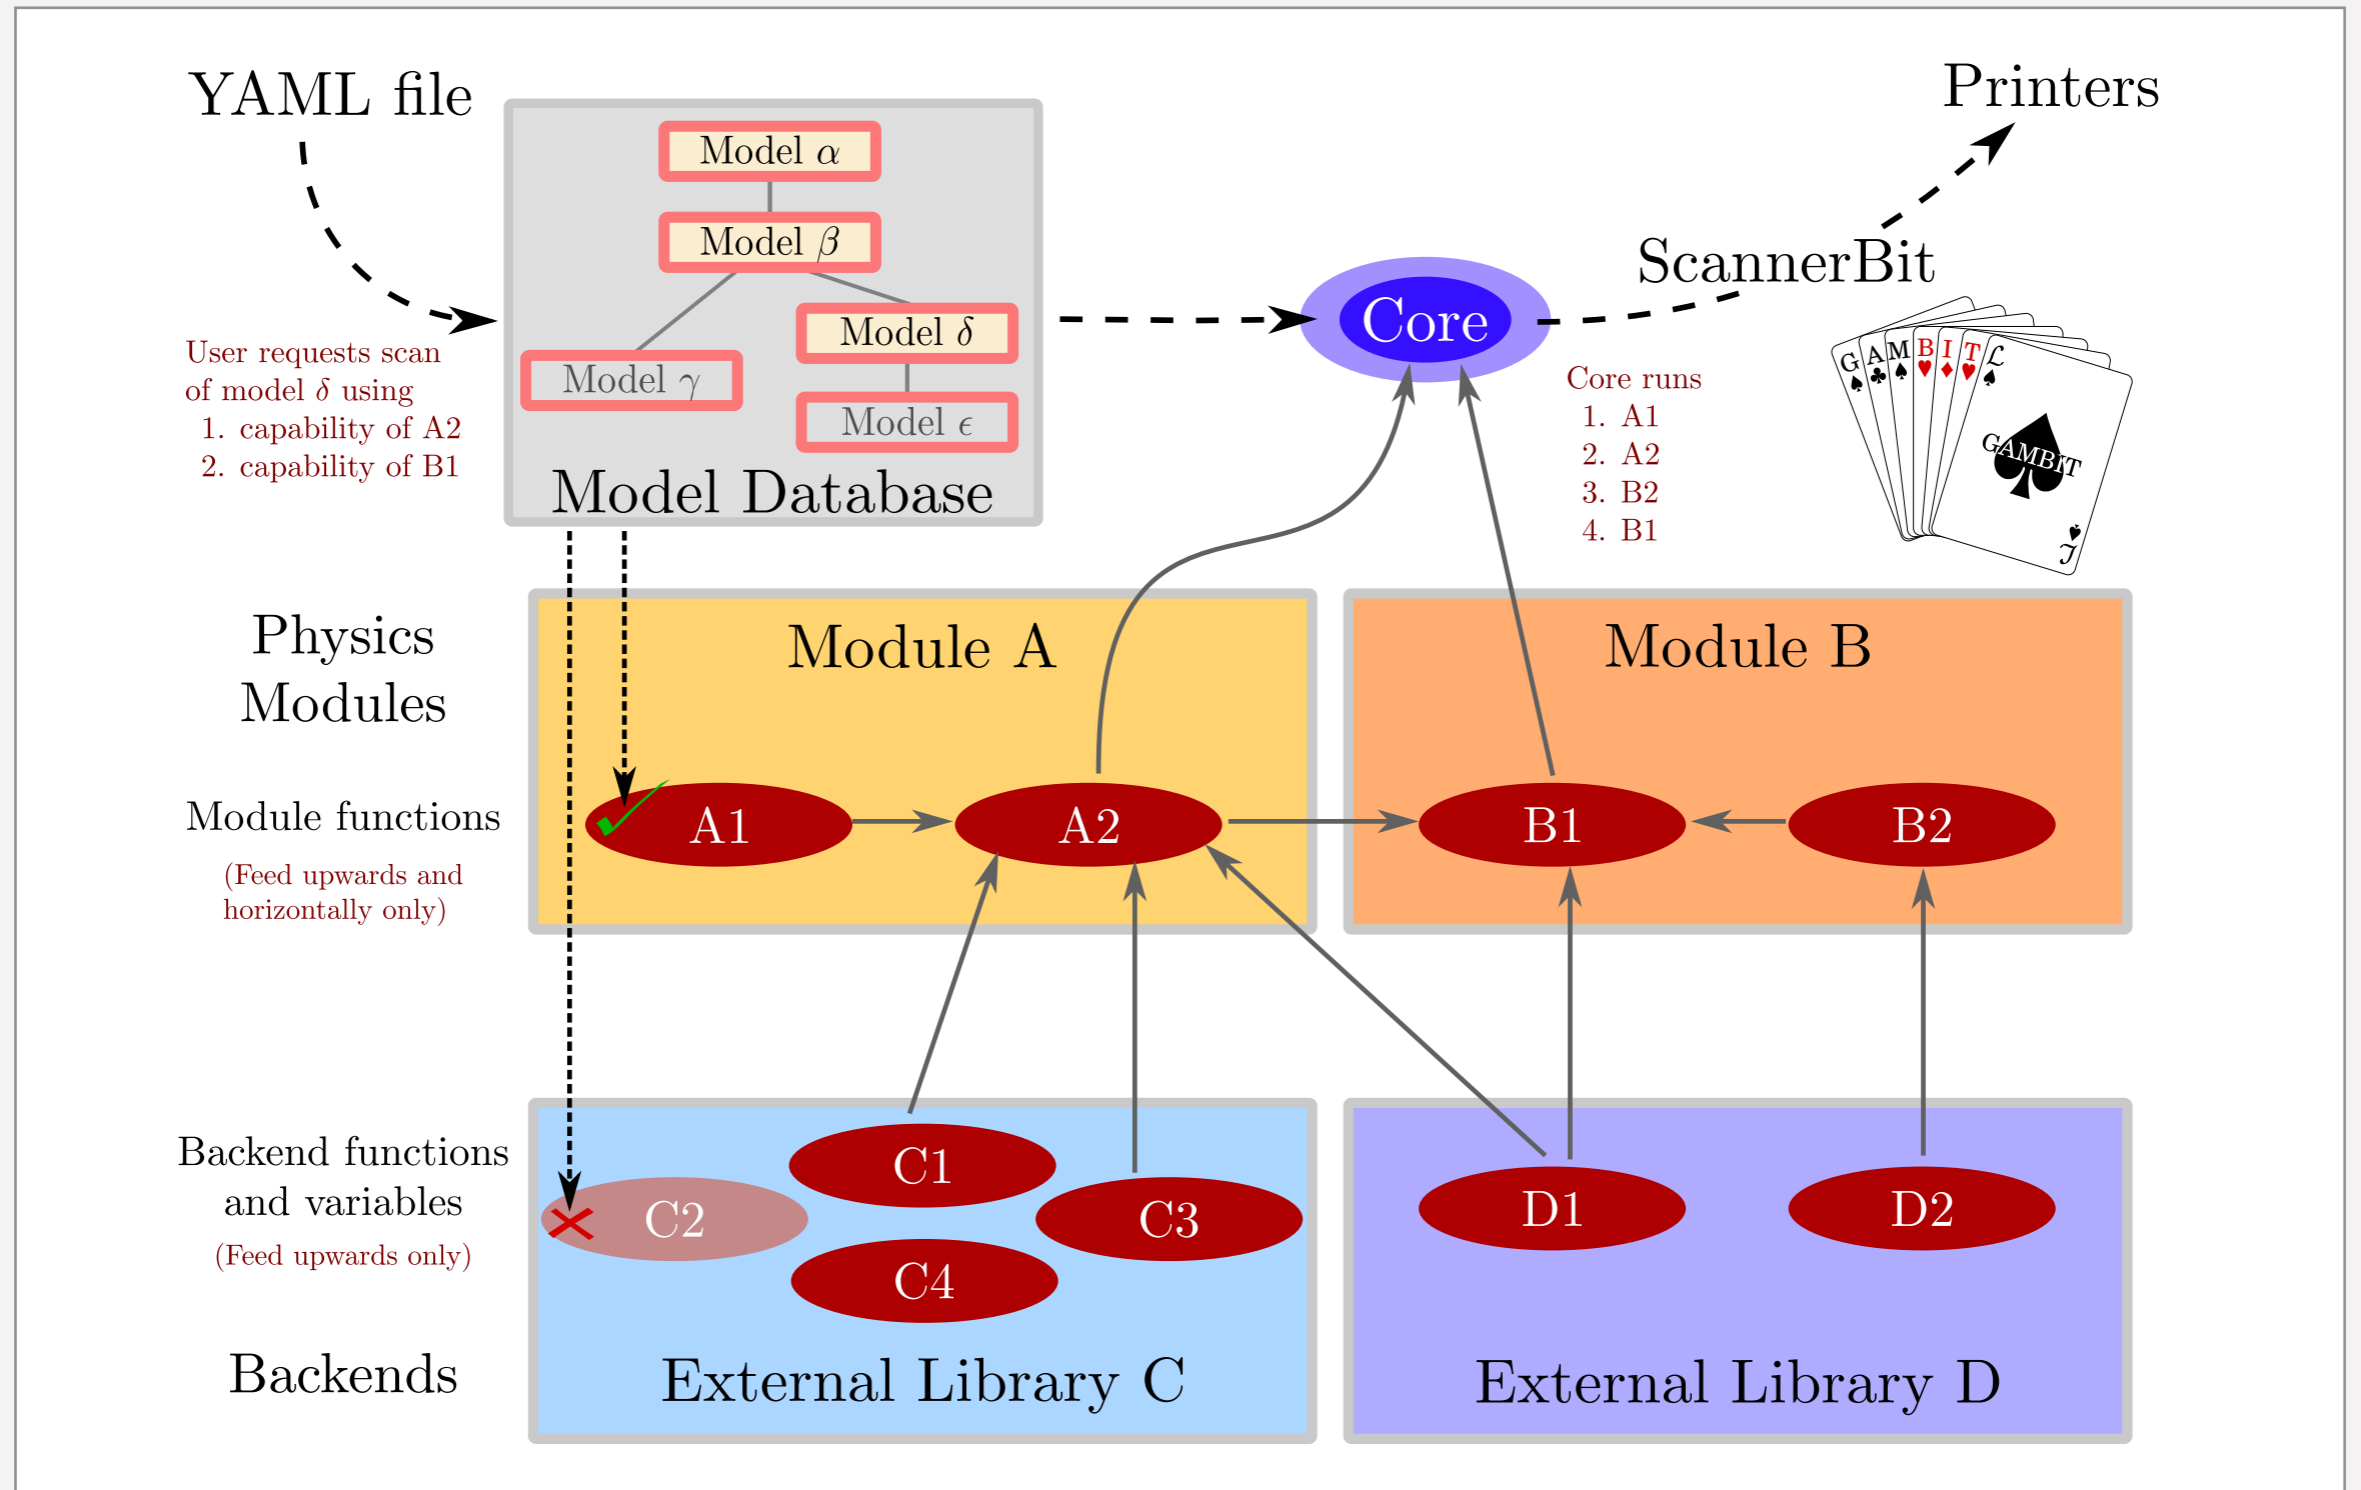 YAML file
Printers
Model α
Model β
Model δ
Model γ
Model ϵ
Model Database
User requests scan
of model δ using
1. capability of A2
2. capability of B1
Core
ScannerBit
Core runs
1. A1
2. A2
3. B2
4. B1
G A M B I T ℒ
GAMBIT
ℒ
Physics
Modules
Module A
Module B
Module functions
(Feed upwards and
horizontally only)
A1
A2
B1
B2
Backend functions
and variables
(Feed upwards only)
C1
C2
C3
C4
D1
D2
Backends
External Library C
External Library D